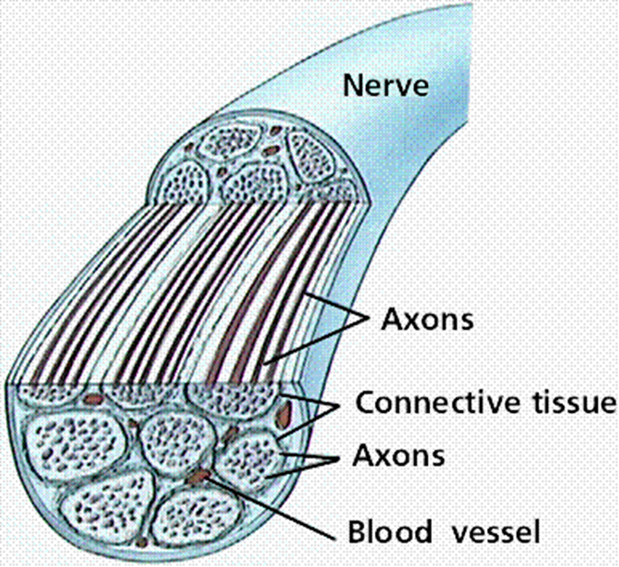 Nerve
Axons
Connective tissue
Axons
Blood vessel